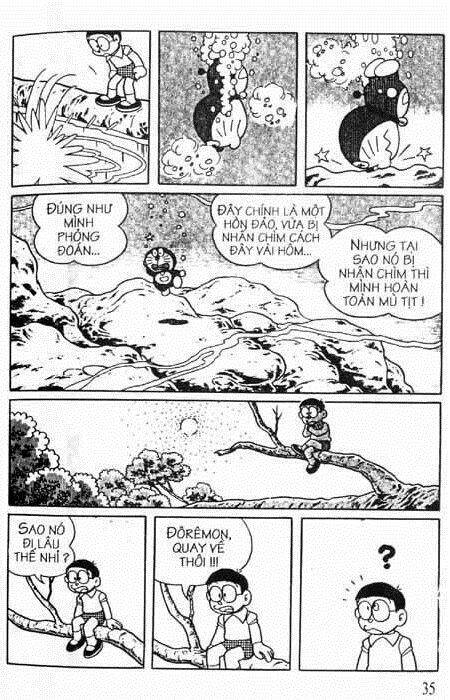 ĐÚNG NHƯ
MÌNH
PHỎNG
ĐOÁN...
ĐÂY CHÍNH LÀ MỘT
HÒN ĐẢO, VỪA BỊ
NHẬN CHÌM CÁCH
ĐÂY VÀI HÔM...
NHƯNG TẠI
SAO NÓ BỊ
NHẬN CHÌM THÌ
MÌNH HOÀN
TOÀN MÙ TỊT !
SAO NÓ
ĐI LÂU
THẾ NHỈ ?
ĐÔRÊMON,
QUAY VỀ
THÔI !!!
?
35